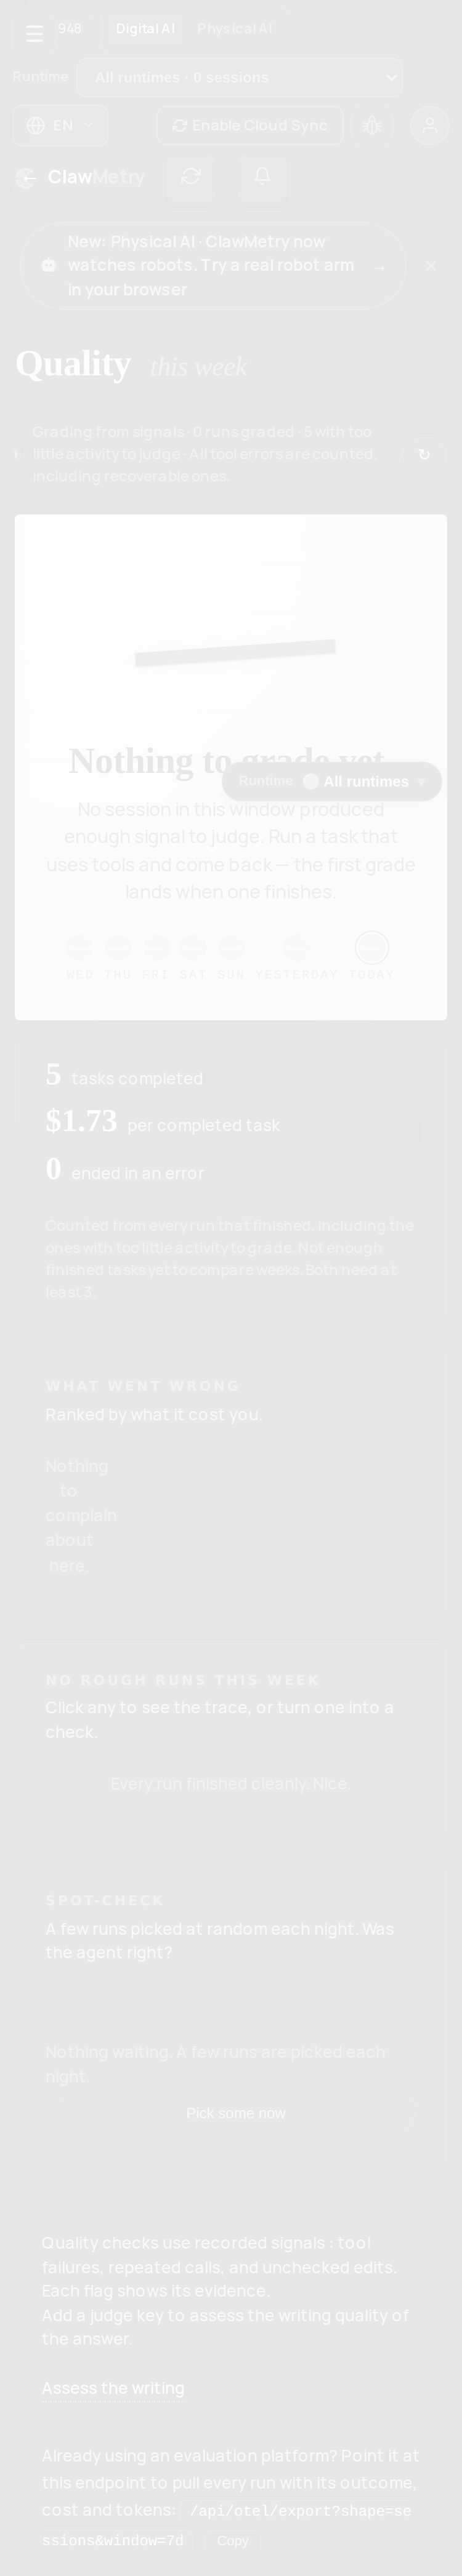 948 Digital AI Physical AI
Runtime All runtimes · 0 sessions
EN Enable Cloud Sync
ClawMetry
New: Physical AI · ClawMetry now
watches robots. Try a real robot arm →
in your browser
Quality this week
Grading from signals · 0 runs graded · 5 with too
little activity to judge · All tool errors are counted,
including recoverable ones.
Nothing to grade yet
Runtime All runtimes
No session in this window produced
enough signal to judge. Run a task that
uses tools and come back — the first grade
lands when one finishes.
WED THU FRI SAT SUN YESTERDAY TODAY
5 tasks completed
$1.73 per completed task
0 ended in an error
Counted from every run that finished, including the
ones with too little activity to grade. Not enough
finished tasks yet to compare weeks. Both need at
least 3.
WHAT WENT WRONG
Ranked by what it cost you.
Nothing
to
complain
about
here.
NO ROUGH RUNS THIS WEEK
Click any to see the trace, or turn one into a
check.
Every run finished cleanly. Nice.
SPOT-CHECK
A few runs picked at random each night. Was
the agent right?
Nothing waiting. A few runs are picked each
night.
Pick some now
Quality checks use recorded signals : tool
failures, repeated calls, and unchecked edits.
Each flag shows its evidence.
Add a judge key to assess the writing quality of
the answer.
Assess the writing
Already using an evaluation platform? Point it at
this endpoint to pull every run with its outcome,
cost and tokens: /api/otel/export?shape=se
ssions&window=7d Copy